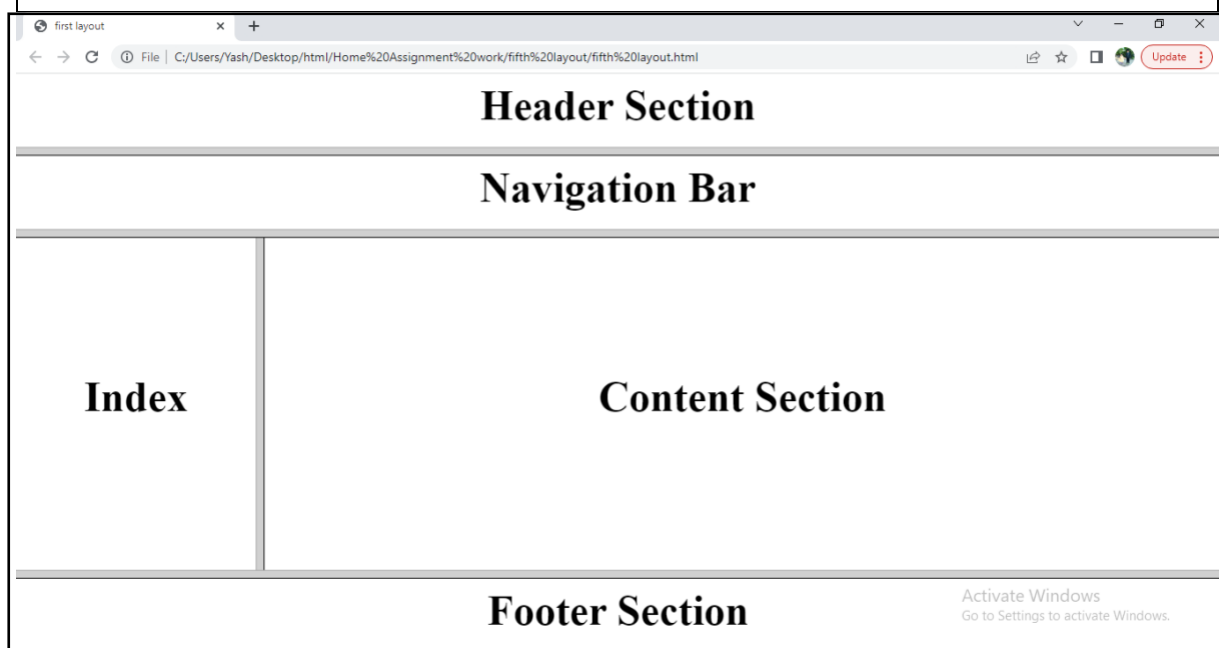 first layout
File | C:/Users/Yash/Desktop/html/Home%20Assignment%20work/fifth%20layout/fifth%20layout.html
Update
Header Section
Navigation Bar
Index
Content Section
Footer Section
Activate Windows
Go to Settings to activate Windows.